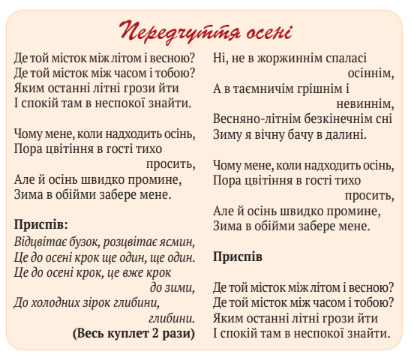 Передчуття осені
Де той місток між літом і весною?
Де той місток між часом і тобою?
Яким останні літні грози йти
І спокій там в неспокої знайти.
Чому мене, коли надходить осінь,
Пора цвітіння в гості тихо
просить,
Але й осінь швидко промине,
Зима в обійми забере мене.
Приспів:
Відцвітає бузок, розцвітає ясмин,
Це до осені крок ще один, ще один.
Це до осені крок, це вже крок
до зими,
До холодних зірок глибини,
глибини.
(Весь куплет 2 рази)
Ні, не в жоржиннім спаласі
осіннім,
А в таємничім грішнім і
невиннім,
Весняно-літнім безкінечнім сні
Зиму я вічну бачу в далині.
Чому мене, коли надходить осінь,
Пора цвітіння в гості тихо
просить,
Але й осінь швидко промине,
Зима в обійми забере мене.
Приспів
Де той місток між літом і весною?
Де той місток між часом і тобою?
Яким останні літні грози йти
І спокій там в неспокої знайти.